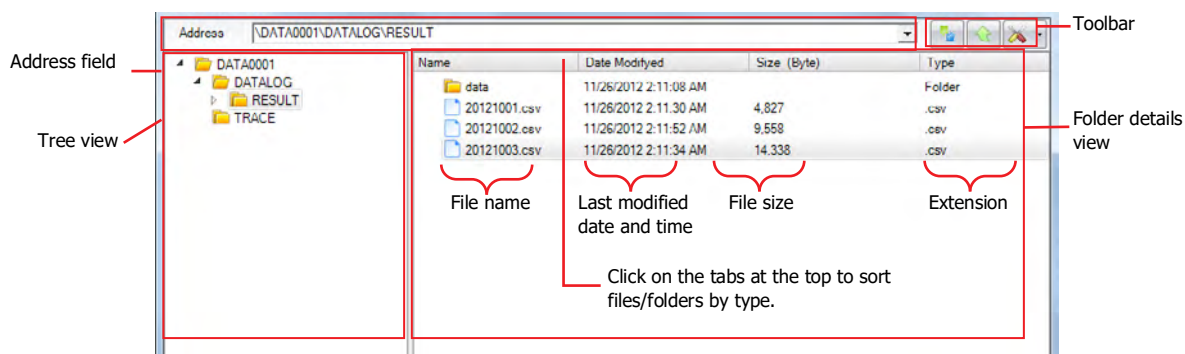 Toolbar
Address \DATA0001\DATALOG\RESULT
Address field
Tree view
DATA0001
DATALOG
RESULT
TRACE
Name Date Modifyed Size (Byte) Type
data 11/26/2012 2:11:08 AM Folder
20121001.csv 11/26/2012 2:11:30 AM 4,827 .csv
20121002.csv 11/26/2012 2:11:52 AM 9,558 .csv
20121003.csv 11/26/2012 2:11:34 AM 14,338 .csv
Folder details
view
File name
Last modified
date and time
File size
Extension
Click on the tabs at the top to sort
files/folders by type.